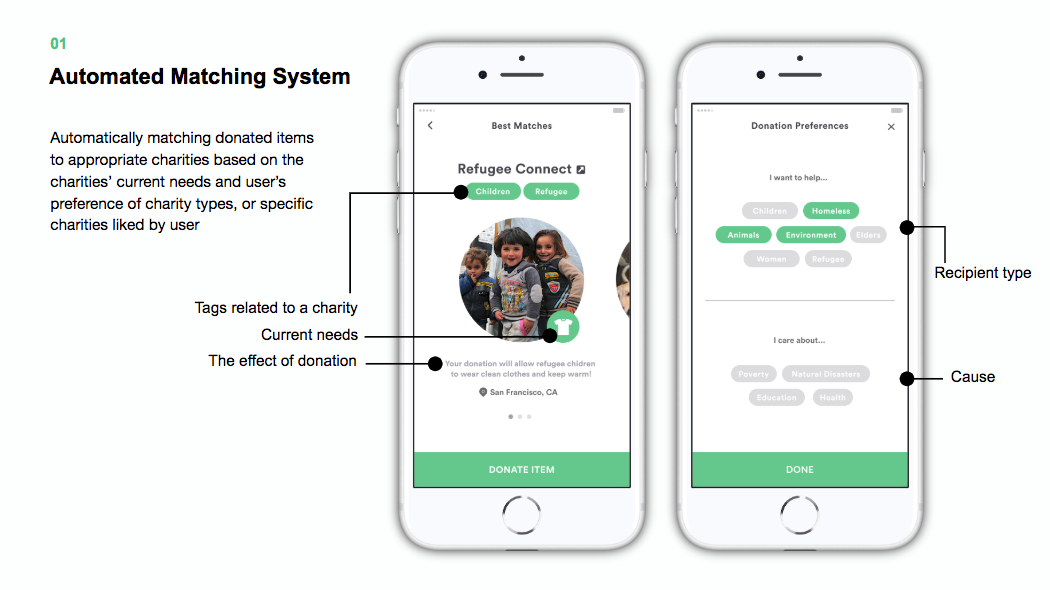 01
Automated Matching System
Automatically matching donated items
to appropriate charities based on the
charities’ current needs and user’s
preference of charity types, or specific
charities liked by user
Tags related to a charity
Current needs
The effect of donation
Best Matches
Refugee Connect
Children Refugee
Your donation will allow refugee chidren
to wear clean clothes and keep warm!
San Francisco, CA
DONATE ITEM
Donation Preferences
I want to help...
Children Homeless
Animals Environment Elders
Women Refugee
I care about...
Poverty Natural Disasters
Education Health
DONE
Recipient type
Cause